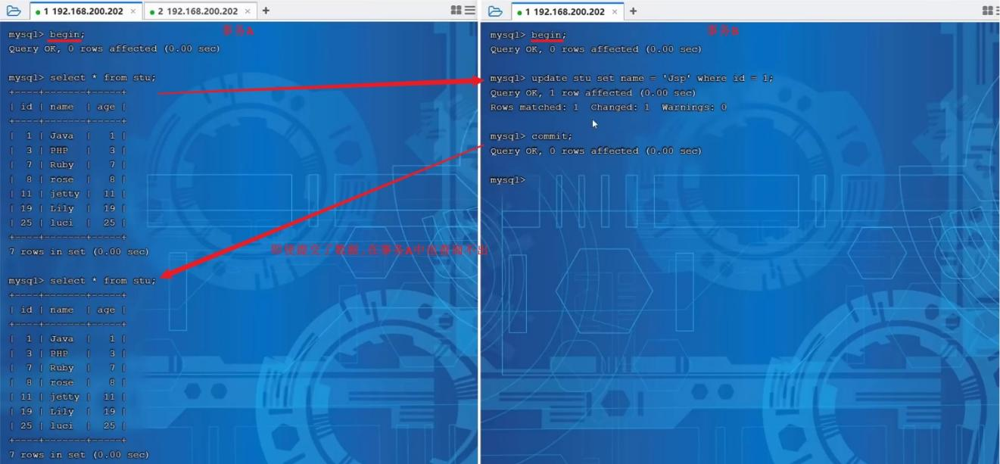 1 192.168.200.202 × 2 192.168.200.202 × +
mysql> begin;
事务A
Query OK, 0 rows affected (0.00 sec)
mysql> select * from stu;
+----+-------+-----+
| id | name | age |
+----+-------+-----+
| 1 | Java | 1 |
| 3 | PHP | 3 |
| 7 | Ruby | 7 |
| 8 | rose | 8 |
| 11 | jetty | 11 |
| 19 | Lily | 19 |
| 25 | luci | 25 |
+----+-------+-----+
7 rows in set (0.00 sec)
即使提交了数据,在事务A中也查询不出
mysql> select * from stu;
+----+-------+-----+
| id | name | age |
+----+-------+-----+
| 1 | Java | 1 |
| 3 | PHP | 3 |
| 7 | Ruby | 7 |
| 8 | rose | 8 |
| 11 | jetty | 11 |
| 19 | Lily | 19 |
| 25 | luci | 25 |
+----+-------+-----+
7 rows in set (0.00 sec)
1 192.168.200.202 × +
mysql> begin;
事务B
Query OK, 0 rows affected (0.00 sec)
mysql> update stu set name = 'Jsp' where id = 1;
Query OK, 1 row affected (0.00 sec)
Rows matched: 1 Changed: 1 Warnings: 0
mysql> commit;
Query OK, 0 rows affected (0.00 sec)
mysql>